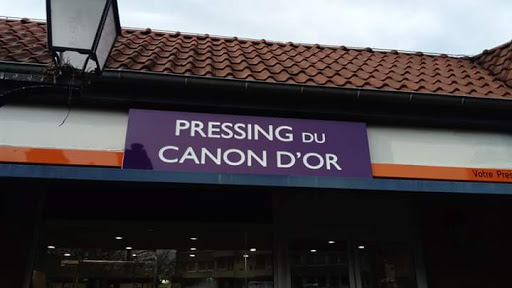 PRESSING DU
CANON D'OR
Votre Pres